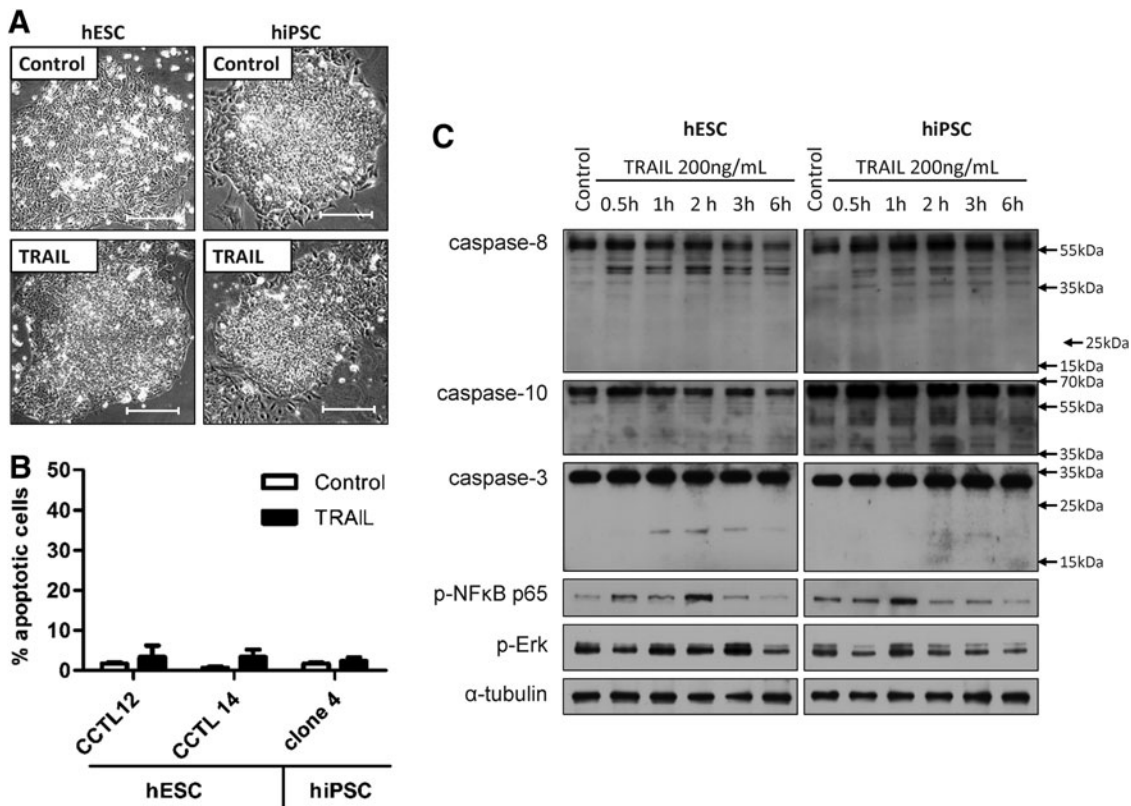 A
hESC
hiPSC
Control
Control
TRAIL
TRAIL
B
% apoptotic cells
50
40
30
20
10
0
Control
TRAIL
CCTL12
CCTL 14
clone 4
hESC
hiPSC
C
hESC
hiPSC
Control
TRAIL 200ng/mL
0.5h 1h 2 h 3h 6h
Control
TRAIL 200ng/mL
0.5h 1h 2 h 3h 6h
caspase-8
55kDa
35kDa
25kDa
15kDa
caspase-10
70kDa
55kDa
35kDa
caspase-3
35kDa
25kDa
15kDa
p-NFκB p65
p-Erk
α-tubulin